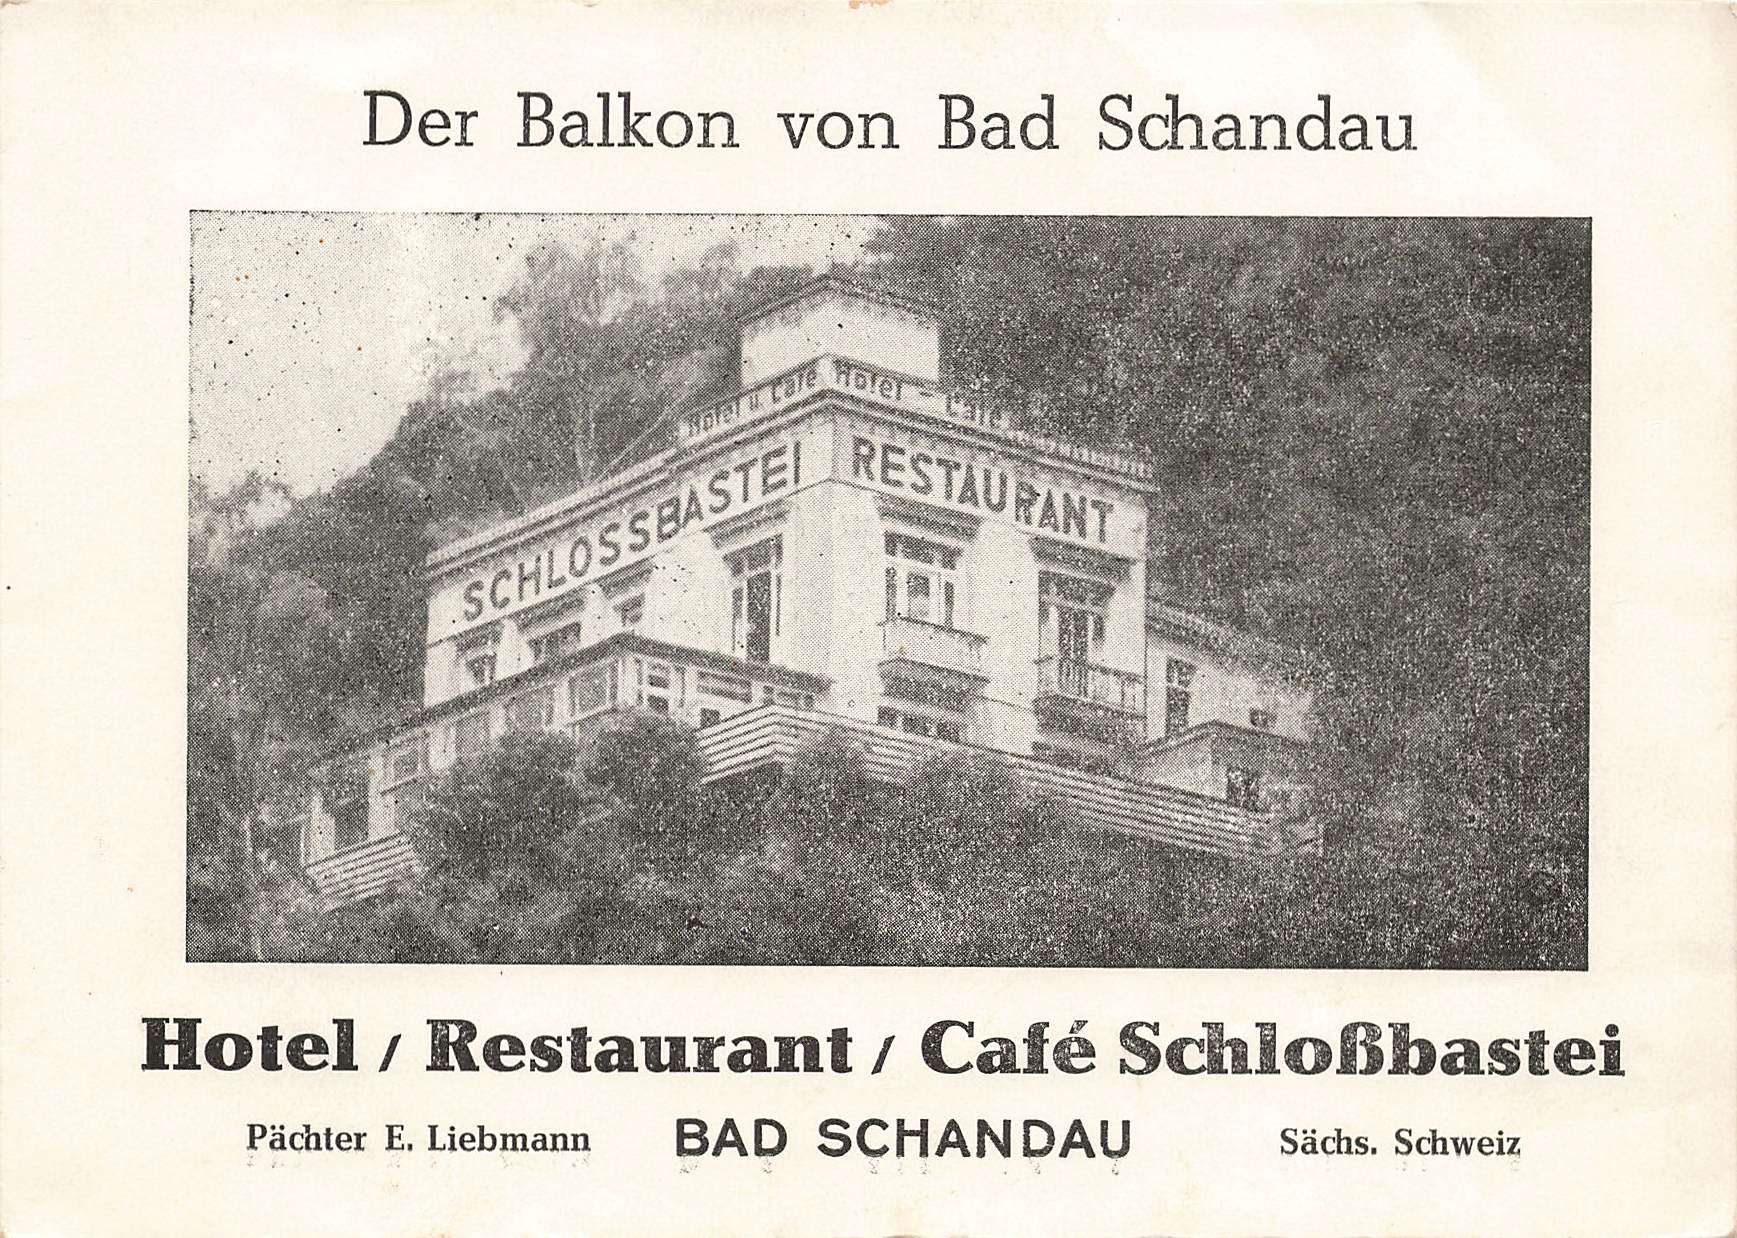 Der Balkon von Bad Schandau
Hotel u Café Hotel - Café
SCHLOSSBASTEI RESTAURANT
Hotel / Restaurant / Café Schloßbastei
Pächter E. Liebmann BAD SCHANDAU Sächs. Schweiz